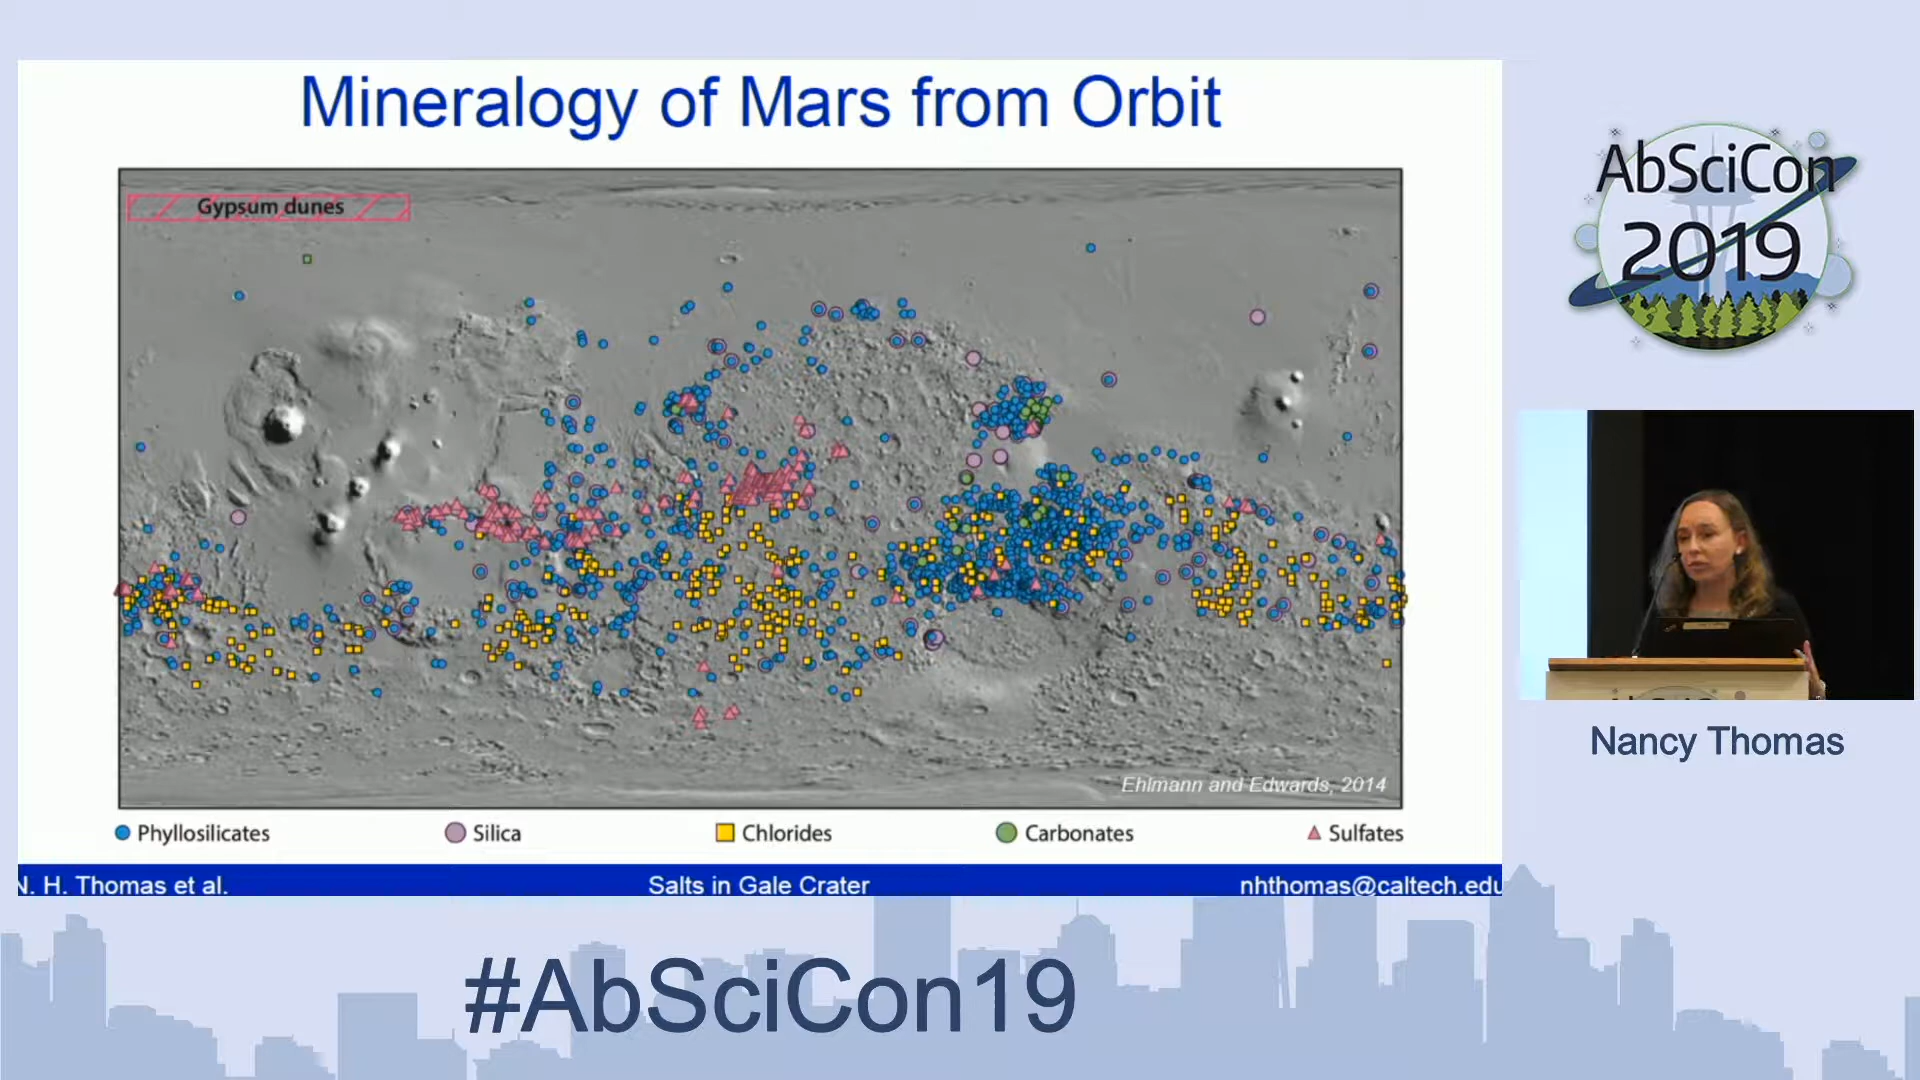 Mineralogy of Mars from Orbit
Gypsum dunes
Ehlmann and Edwards, 2014
Phyllosilicates
Silica
Chlorides
Carbonates
Sulfates
N. H. Thomas et al.
Salts in Gale Crater
nhthomas@caltech.edu
AbSciCon
2019
Nancy Thomas
#AbSciCon19